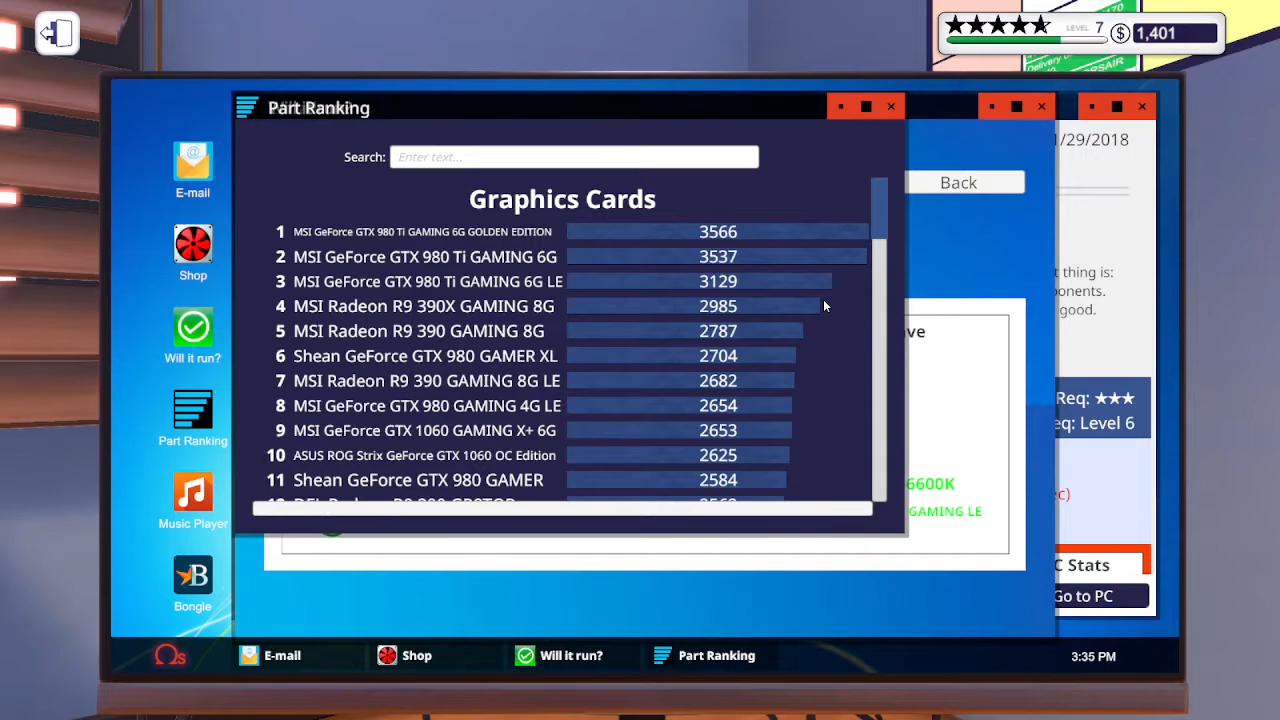 LEVEL 7
$ 1,401
Delivery
CORSAIR
Part Ranking
1/29/2018
E-mail
Search: Enter text...
Back
Graphics Cards
1 MSI GeForce GTX 980 Ti GAMING 6G GOLDEN EDITION 3566
2 MSI GeForce GTX 980 Ti GAMING 6G 3537
Shop
t thing is:
3 MSI GeForce GTX 980 Ti GAMING 6G LE 3129
ponents.
4 MSI Radeon R9 390X GAMING 8G 2985
good.
5 MSI Radeon R9 390 GAMING 8G 2787
ave
Will it run?
6 Shean GeForce GTX 980 GAMER XL 2704
7 MSI Radeon R9 390 GAMING 8G LE 2682
Req: ★★★
8 MSI GeForce GTX 980 GAMING 4G LE 2654
eq: Level 6
9 MSI GeForce GTX 1060 GAMING X+ 6G 2653
Part Ranking
10 ASUS ROG Strix GeForce GTX 1060 OC Edition 2625
11 Shean GeForce GTX 980 GAMER 2584
6600K
ec)
GAMING LE
Music Player
C Stats
Go to PC
B
Bongle
Ωs
E-mail
Shop
Will it run?
Part Ranking
3:35 PM